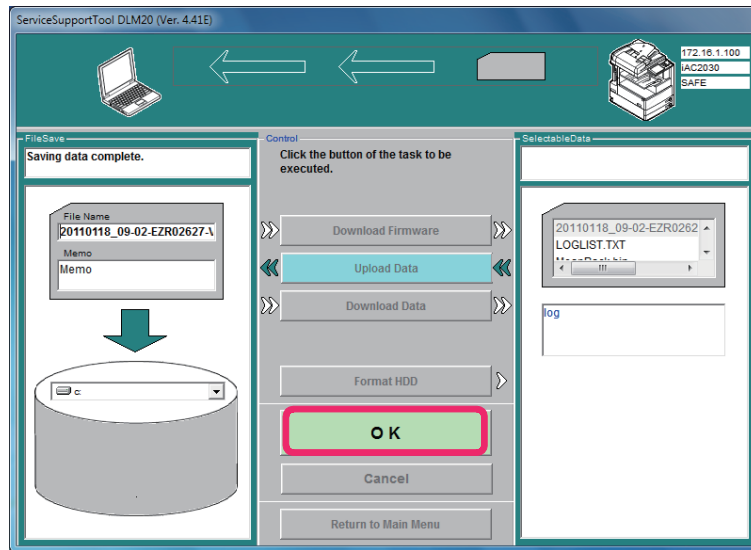 ServiceSupportTool DLM20 (Ver. 4.41E)
172.16.1.100
iAC2030
SAFE
FileSave
Saving data complete.
File Name
20110118_09-02-EZR02627-V
Memo
Memo
c:
Control
Click the button of the task to be
executed.
Download Firmware
Upload Data
Download Data
Format HDD
OK
Cancel
Return to Main Menu
SelectableData
20110118_09-02-EZR0262
LOGLIST.TXT
log